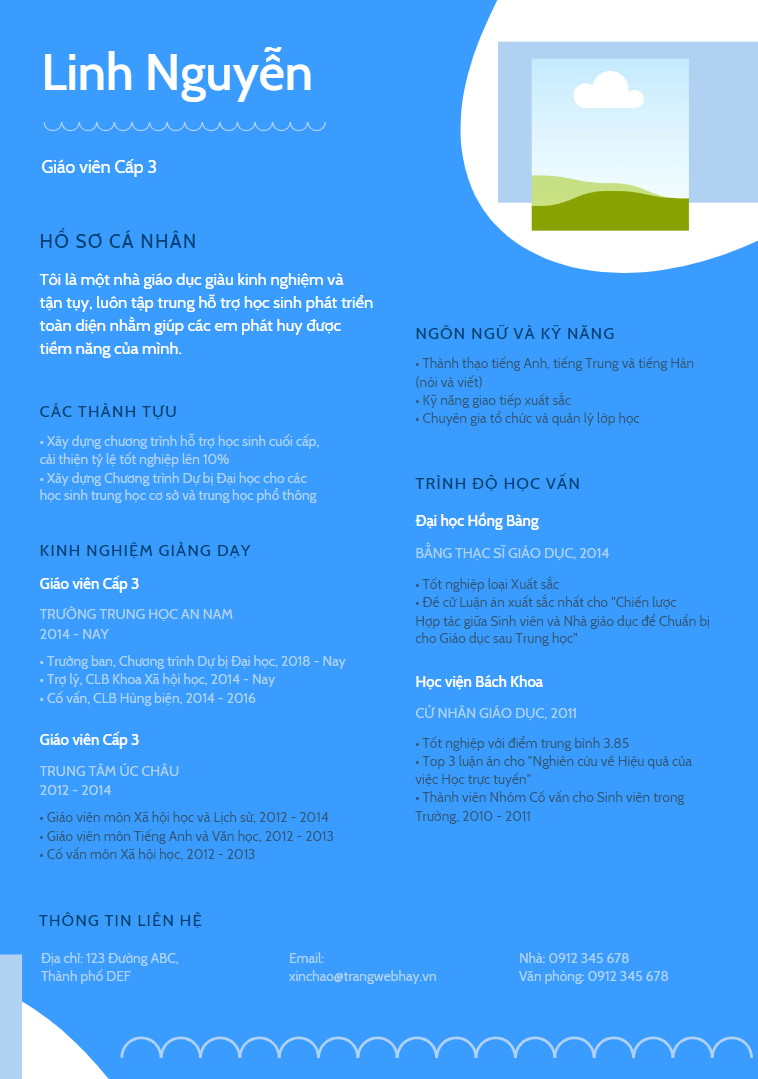 Linh Nguyễn
Giáo viên Cấp 3
HỒ SƠ CÁ NHÂN
Tôi là một nhà giáo dục giàu kinh nghiệm và
tận tụy, luôn tập trung hỗ trợ học sinh phát triển
toàn diện nhằm giúp các em phát huy được
tiềm năng của mình.
CÁC THÀNH TỰU
• Xây dựng chương trình hỗ trợ học sinh cuối cấp,
cải thiện tỷ lệ tốt nghiệp lên 10%
• Xây dựng Chương trình Dự bị Đại học cho các
học sinh trung học cơ sở và trung học phổ thông
KINH NGHIỆM GIẢNG DẠY
Giáo viên Cấp 3
TRƯỜNG TRUNG HỌC AN NAM
2014 - NAY
• Trưởng ban, Chương trình Dự bị Đại học, 2018 - Nay
• Trợ lý, CLB Khoa Xã hội học, 2014 - Nay
• Cố vấn, CLB Hùng biện, 2014 - 2016
Giáo viên Cấp 3
TRUNG TÂM ÚC CHÂU
2012 - 2014
• Giáo viên môn Xã hội học và Lịch sử, 2012 - 2014
• Giáo viên môn Tiếng Anh và Văn học, 2012 - 2013
• Cố vấn môn Xã hội học, 2012 - 2013
NGÔN NGỮ VÀ KỸ NĂNG
• Thành thạo tiếng Anh, tiếng Trung và tiếng Hàn
(nói và viết)
• Kỹ năng giao tiếp xuất sắc
• Chuyên gia tổ chức và quản lý lớp học
TRÌNH ĐỘ HỌC VẤN
Đại học Hồng Bàng
BẰNG THẠC SĨ GIÁO DỤC, 2014
• Tốt nghiệp loại Xuất sắc
• Đề cử Luận án xuất sắc nhất cho "Chiến lược
Hợp tác giữa Sinh viên và Nhà giáo dục để Chuẩn bị
cho Giáo dục sau Trung học"
Học viện Bách Khoa
CỬ NHÂN GIÁO DỤC, 2011
• Tốt nghiệp với điểm trung bình 3.85
• Top 3 luận án cho "Nghiên cứu về Hiệu quả của
việc Học trực tuyến"
• Thành viên Nhóm Cố vấn cho Sinh viên trong
Trường, 2010 - 2011
THÔNG TIN LIÊN HỆ
Địa chỉ: 123 Đường ABC,
Thành phố DEF
Email:
xinchao@trangwebhay.vn
Nhà: 0912 345 678
Văn phòng: 0912 345 678